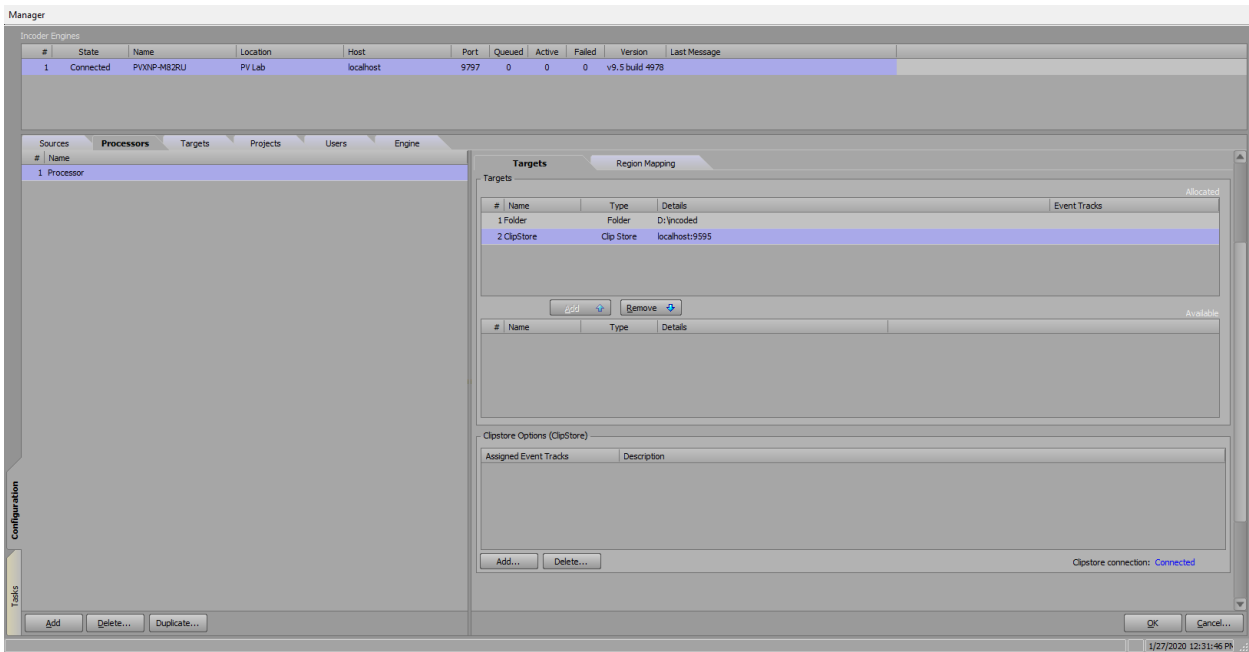 Manager
Incoder Engines
# State Name Location Host Port Queued Active Failed Version Last Message
1 Connected PVXNP-M82RU PV Lab localhost 9797 0 0 0 v9.5 build 4978
Sources Processors Targets Projects Users Engine
# Name
1 Processor
Targets Region Mapping
Targets
Allocated
# Name Type Details Event Tracks
1 Folder Folder D:\incoded
2 ClipStore Clip Store localhost:9595
Add Remove
Available
# Name Type Details
Clipstore Options (ClipStore)
Assigned Event Tracks Description
Add... Delete... Clipstore connection: Connected
Configuration
Tasks
Add Delete... Duplicate... OK Cancel...
1/27/2020 12:31:46 PM